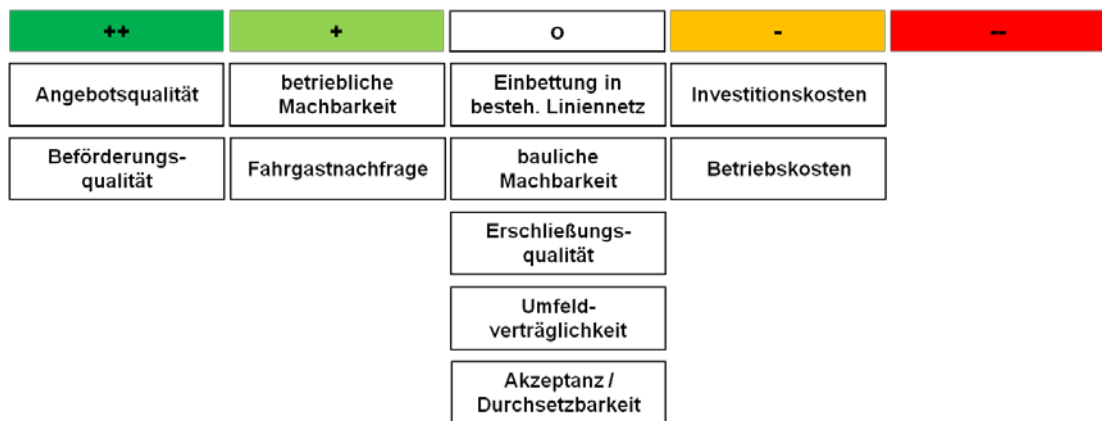 ++
+
o
-
--
Angebotsqualität
betriebliche
Machbarkeit
Einbettung in
besteh. Liniennetz
Investitionskosten
Beförderungs-
qualität
Fahrgastnachfrage
bauliche
Machbarkeit
Betriebskosten
Erschließungs-
qualität
Umfeld-
verträglichkeit
Akzeptanz /
Durchsetzbarkeit